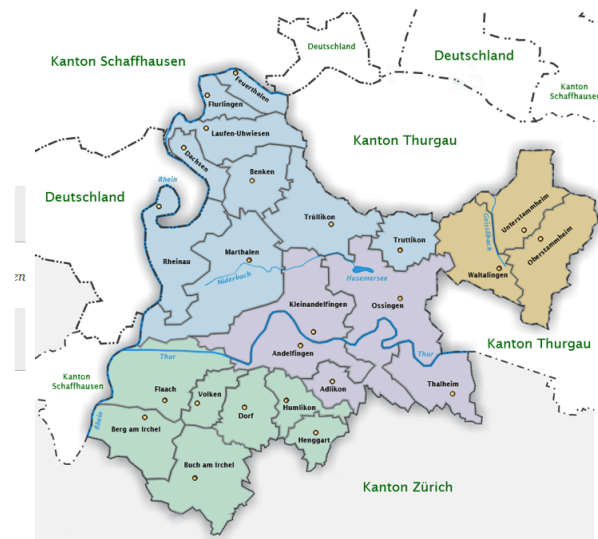 Deutschland
Deutschland
Kanton Schaffhausen
Kanton
Schaffhausen
Feuerthalen
Flurlingen
Laufen-Uhwiesen
Kanton Thurgau
Dachsen
Benken
Rhein
Deutschland
Geisslibach
Unterstammheim
Oberstammheim
Trüllikon
Truttikon
Marthalen
Rheinau
Waltalingen
Niderbach
Husemersee
en
Kleinandelfingen
Ossingen
Andelfingen
Kanton Thurgau
Thur
Thur
Kanton
Schaffhausen
Flaach
Volken
Adlikon
Thalheim
Humlikon
Dorf
Rhein
Berg am Irchel
Henggart
Buch am Irchel
Kanton Zürich